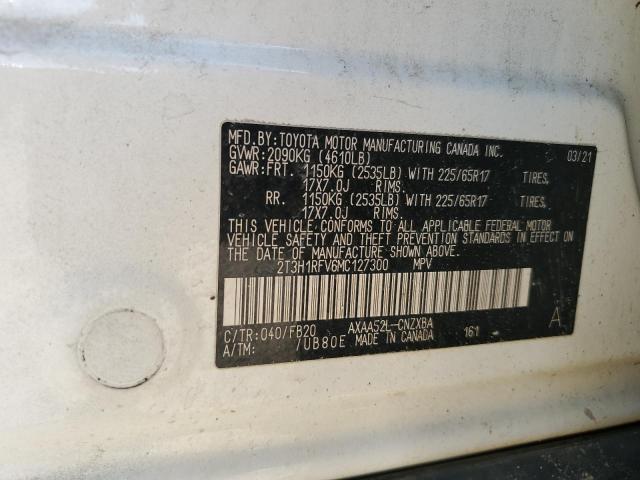 MFD.BY:TOYOTA MOTOR MANUFACTURING CANADA INC. 03/21
GVWR:2090KG (4610LB)
GAWR:FRT. 1150KG (2535LB) WITH 225/65R17 TIRES,
17X7.0J RIMS.
RR. 1150KG (2535LB) WITH 225/65R17 TIRES,
17X7.0J RIMS.
THIS VEHICLE CONFORMS TO ALL APPLICABLE FEDERAL MOTOR
VEHICLE SAFETY AND THEFT PREVENTION STANDARDS IN EFFECT ON
THE DATE OF MANUFACTURE SHOWN ABOVE.
2T3H1RFV6MC127300 MPV
C/TR:040/FB20 AXAA52L-CNZXBA 161 A
A/TM: /UB80E MADE IN CANADA